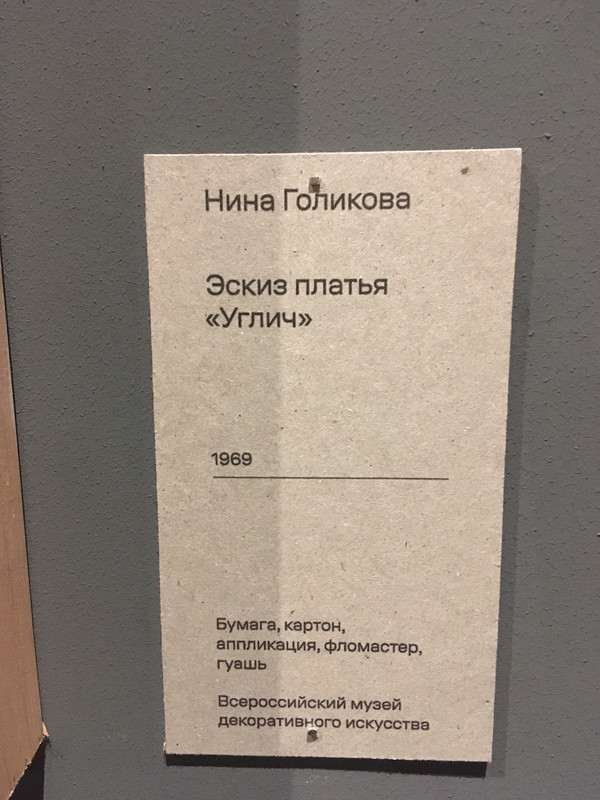 Нина Голикова
Эскиз платья
«Углич»
1969
Бумага, картон,
аппликация, фломастер,
гуашь
Всероссийский музей
декоративного искусства